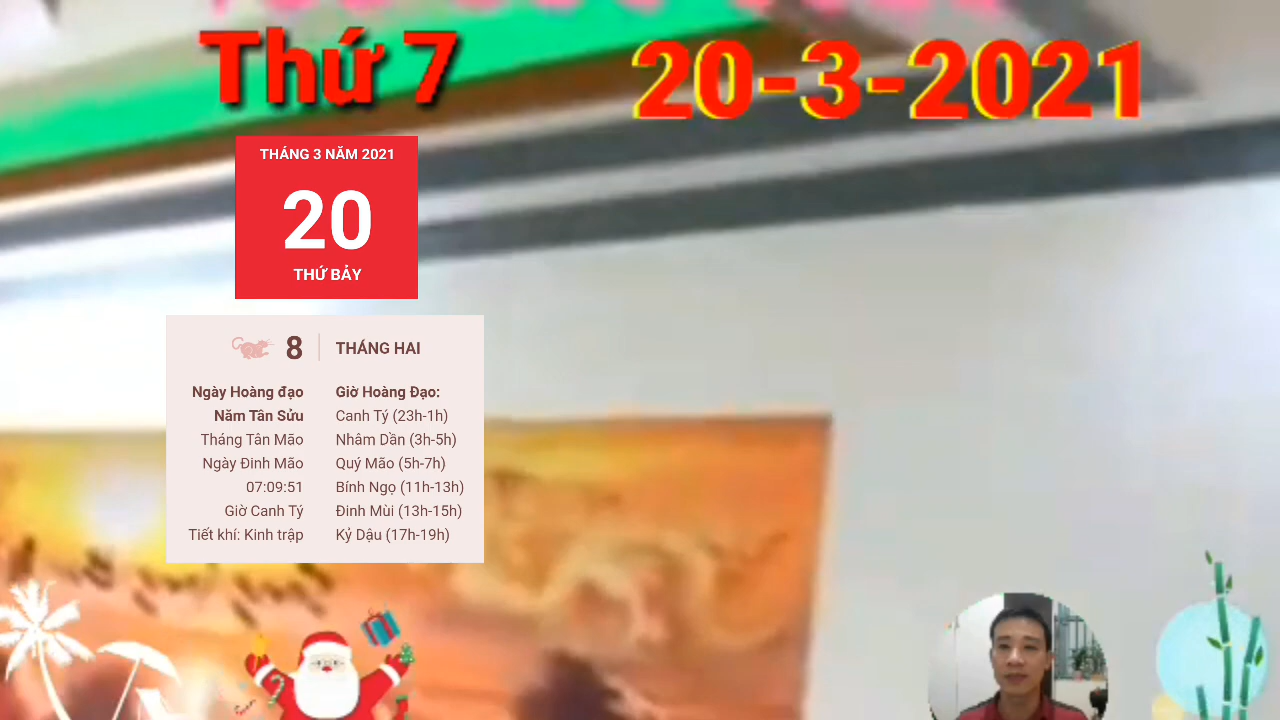 Thứ 7
20-3-2021
THÁNG 3 NĂM 2021
20
THỨ BẢY
8
THÁNG HAI
Ngày Hoàng đạo
Năm Tân Sửu
Tháng Tân Mão
Ngày Đinh Mão
07:09:51
Giờ Canh Tý
Tiết khí: Kinh trập
Giờ Hoàng Đạo:
Canh Tý (23h-1h)
Nhâm Dần (3h-5h)
Quý Mão (5h-7h)
Bính Ngọ (11h-13h)
Đinh Mùi (13h-15h)
Kỷ Dậu (17h-19h)